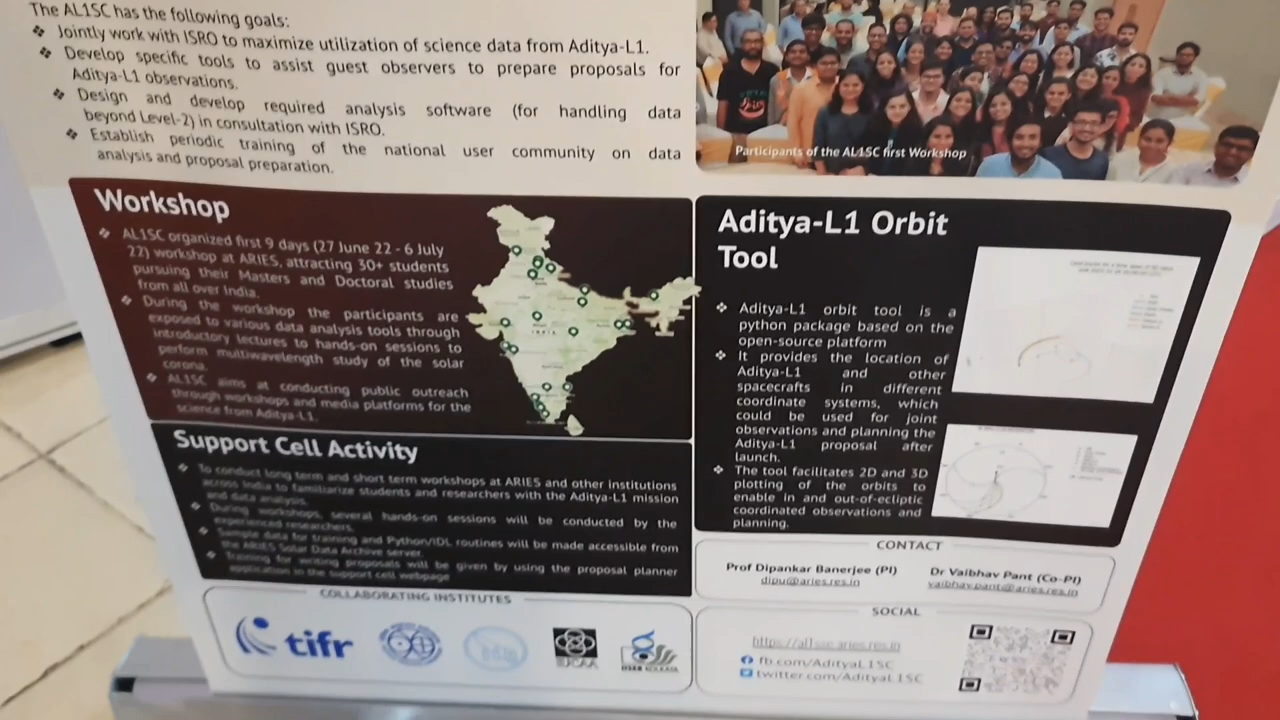 The AL1SC has the following goals:
❖ Jointly work with ISRO to maximize utilization of science data from Aditya-L1.
❖ Develop specific tools to assist guest observers to prepare proposals for
Aditya-L1 observations.
❖ Design and develop required analysis software (for handling data
beyond Level-2) in consultation with ISRO.
❖ Establish periodic training of the national user community on data
analysis and proposal preparation.
Participants of the AL1SC first Workshop
Workshop
❖ AL1SC organized first 9 days (27 June 22 - 6 July
22) workshop at ARIES, attracting 30+ students
pursuing their Masters and Doctoral studies
from all over India.
❖ During the workshop the participants are
exposed to various data analysis tools through
introductory lectures to hands-on sessions to
perform multiwavelength study of the solar
corona.
❖ AL1SC aims at conducting public outreach
through workshops and media platforms for the
science from Aditya-L1.
INDIA
Support Cell Activity
❖ To conduct long term and short term workshops at ARIES and other institutions
across India to familiarize students and researchers with the Aditya-L1 mission
and data analysis.
❖ During workshops, several hands-on sessions will be conducted by the
experienced researchers.
❖ Sample data for training and Python/IDL routines will be made accessible from
the ARIES Solar Data Archive server.
❖ Training for writing proposals will be given by using the proposal planner
application in the support cell webpage
Aditya-L1 Orbit
Tool
❖ Aditya-L1 orbit tool is a
python package based on the
open-source platform
❖ It provides the location of
Aditya-L1 and other
spacecrafts in different
coordinate systems, which
could be used for joint
observations and planning the
Aditya-L1 proposal after
launch.
❖ The tool facilitates 2D and 3D
plotting of the orbits to
enable in and out-of-ecliptic
coordinated observations and
planning.
COLLABORATING INSTITUTES
tifr
IUCAA
IISER KOLKATA
CONTACT
Prof Dipankar Banerjee (PI)
dipu@aries.res.in
Dr Vaibhav Pant (Co-PI)
vaibhav.pant@aries.res.in
SOCIAL
https://al1ssc.aries.res.in
fb.com/AdityaL1SC
twitter.com/AdityaL1SC